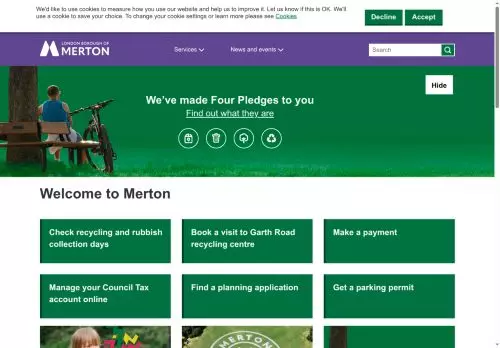 We'd like to use cookies to measure how you use our website and help us to improve it. Let us know if this is OK. We'll
use a cookie to save your choice. To change your cookie settings or learn more please see Cookies
Decline
Accept
LONDON BOROUGH OF
MERTON
Services
News and events
Search
Hide
We've made Four Pledges to you
Find out what they are
Welcome to Merton
Check recycling and rubbish
collection days
Book a visit to Garth Road
recycling centre
Make a payment
Manage your Council Tax
account online
Find a planning application
Get a parking permit
MERTON